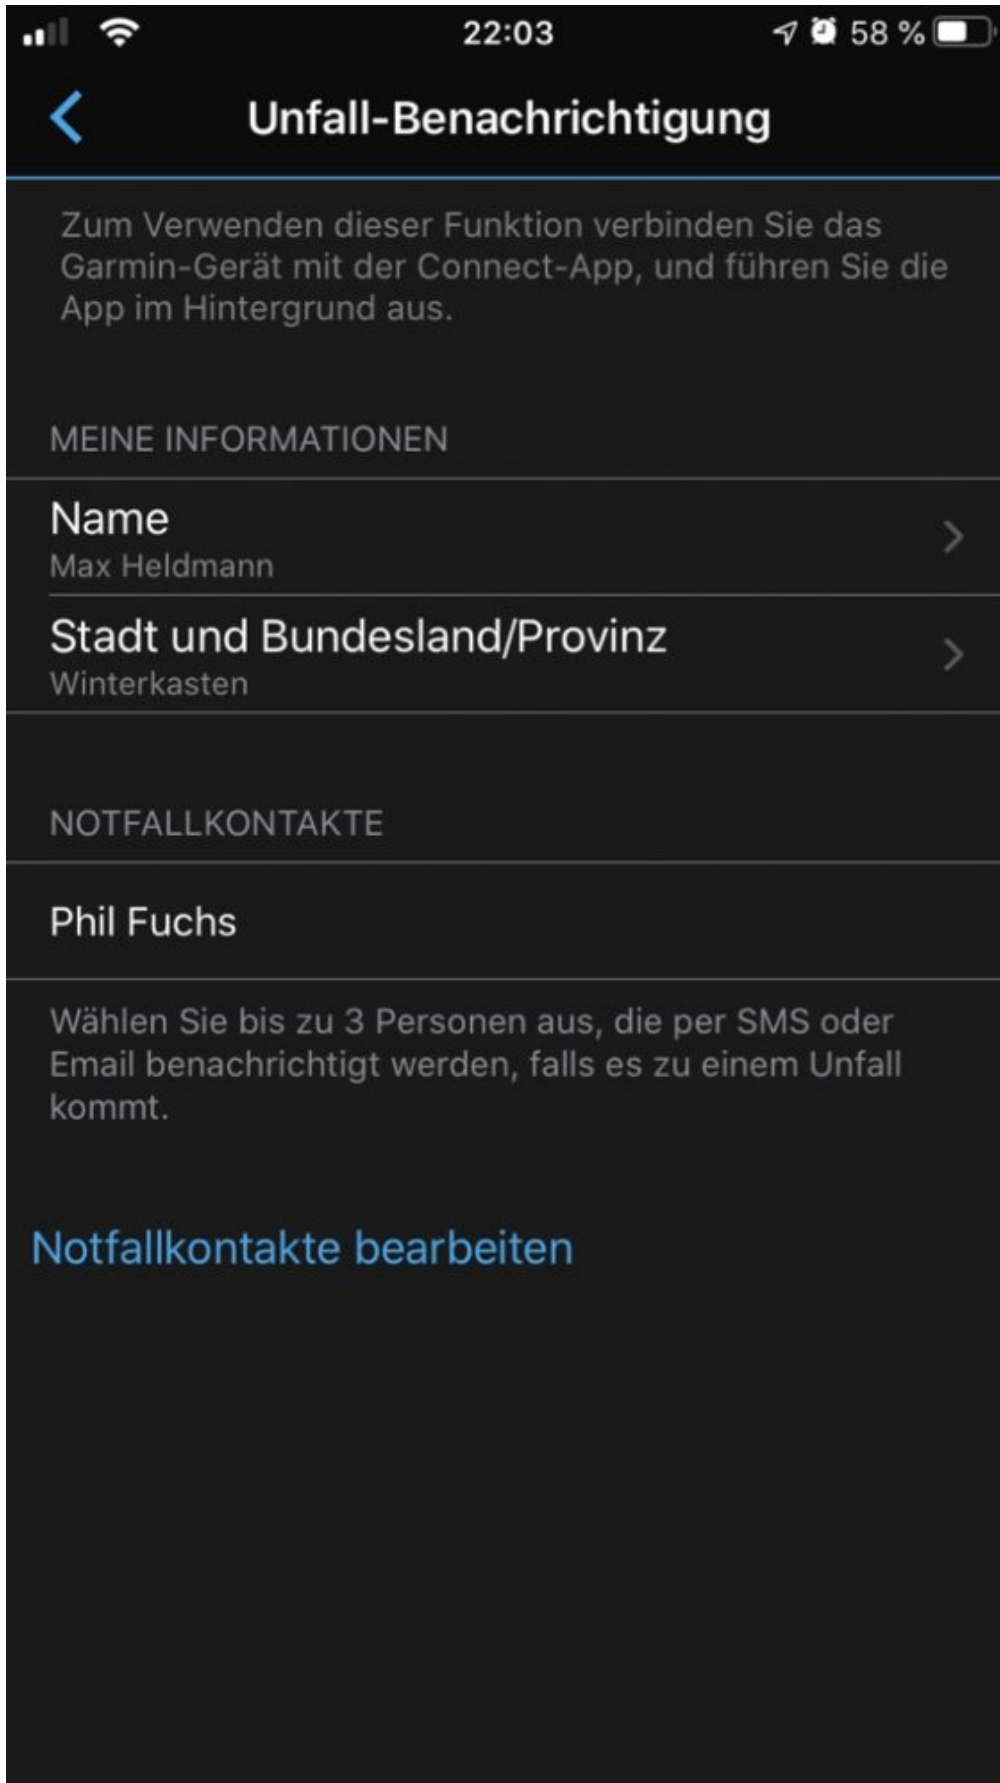 22:03
58 %
Unfall-Benachrichtigung
Zum Verwenden dieser Funktion verbinden Sie das
Garmin-Gerät mit der Connect-App, und führen Sie die
App im Hintergrund aus.
MEINE INFORMATIONEN
Name
Max Heldmann
Stadt und Bundesland/Provinz
Winterkasten
NOTFALLKONTAKTE
Phil Fuchs
Wählen Sie bis zu 3 Personen aus, die per SMS oder
Email benachrichtigt werden, falls es zu einem Unfall
kommt.
Notfallkontakte bearbeiten